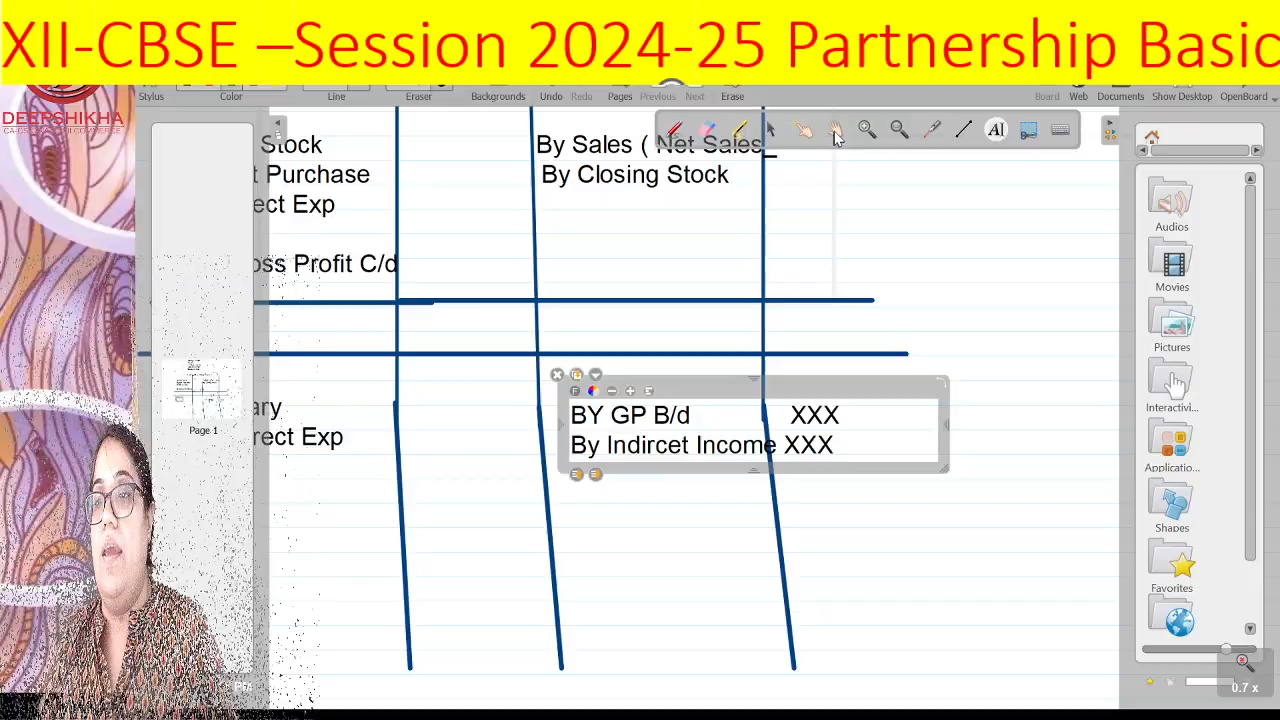 XII-CBSE –Session 2024-25 Partnership Basic
DEEPSHIKHA
Stylus Color Line Eraser Backgrounds Undo Redo Pages Previous Next Erase Board Web Documents Show Desktop OpenBoard
Stock
t Purchase
ect Exp
oss Profit C/d
By Sales ( Net Sales_
By Closing Stock
ary
rect Exp
BY GP B/d XXX
By Indircet Income XXX
Page 1
Audios
Movies
Pictures
Interactivi...
Applicatio...
Shapes
Favorites
0.7 x